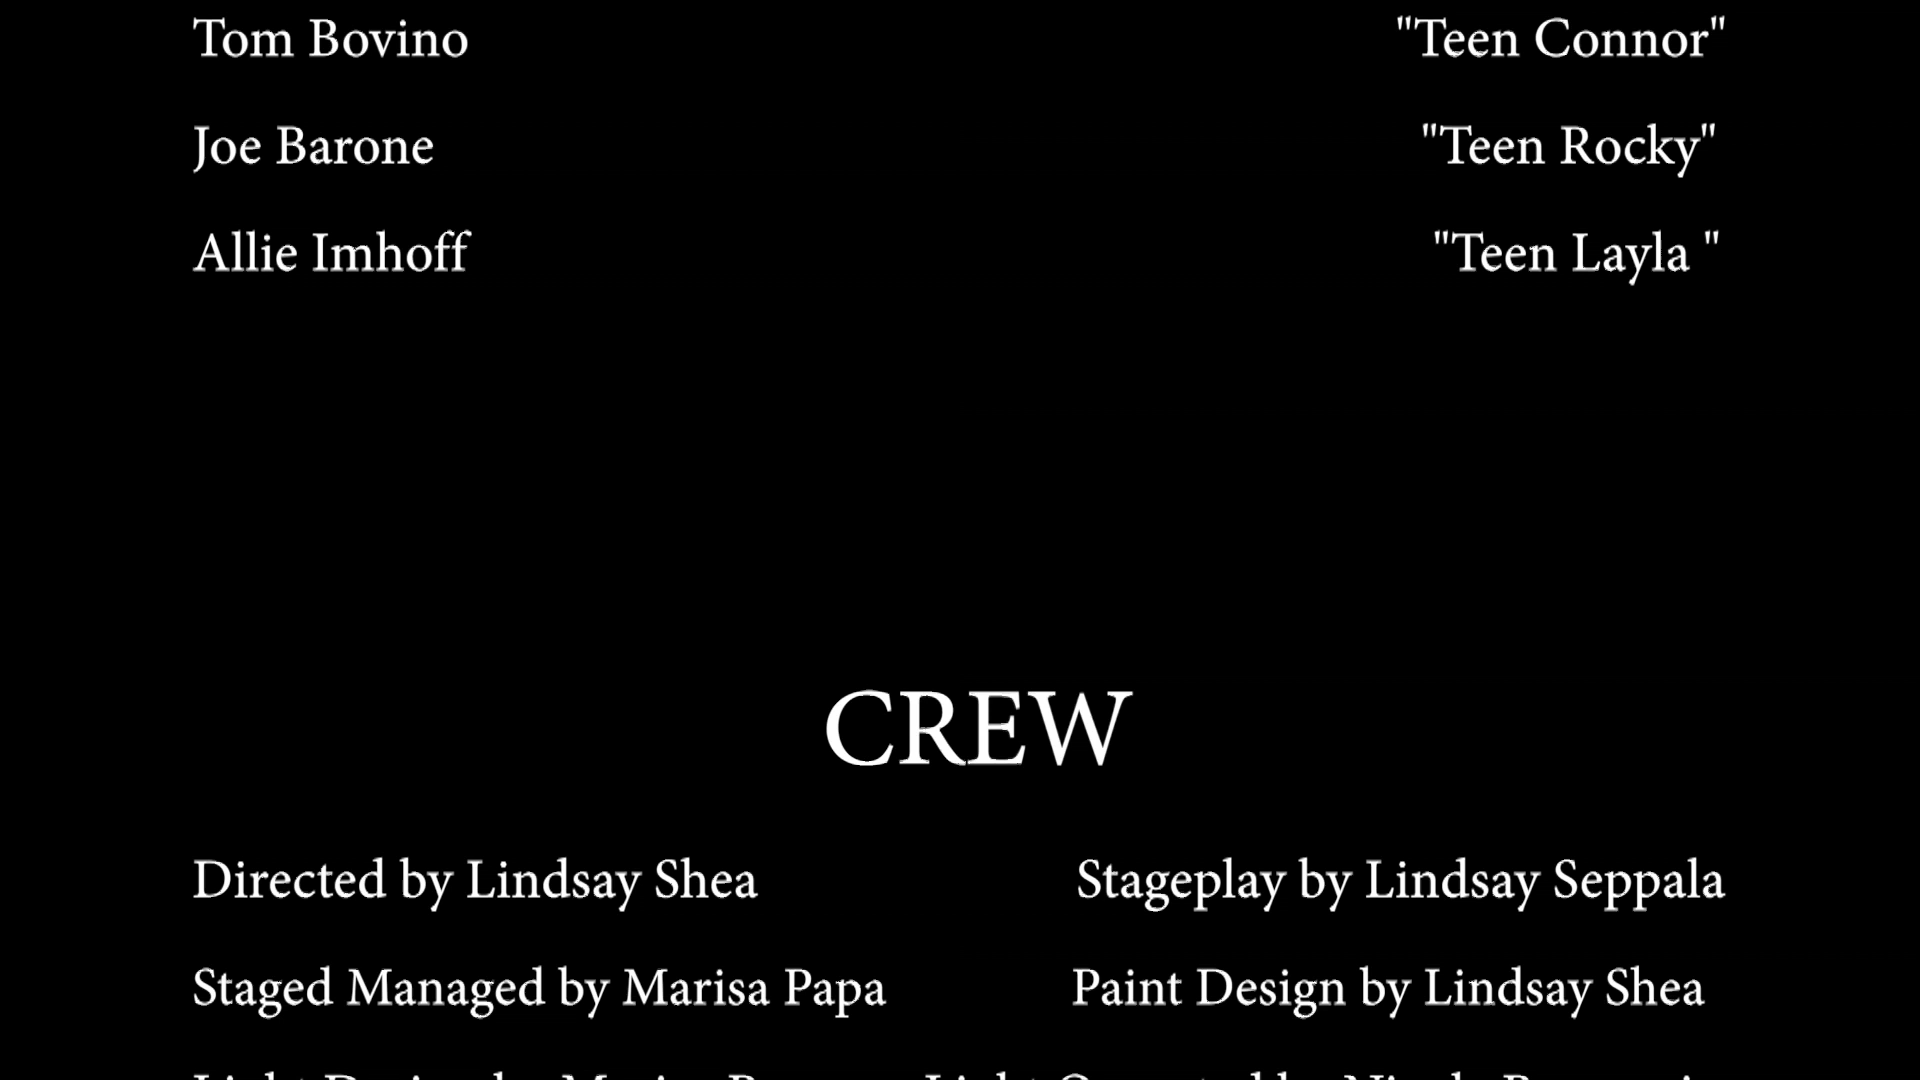 Tom Bovino "Teen Connor"
Joe Barone "Teen Rocky"
Allie Imhoff "Teen Layla "
CREW
Directed by Lindsay Shea Stageplay by Lindsay Seppala
Staged Managed by Marisa Papa Paint Design by Lindsay Shea